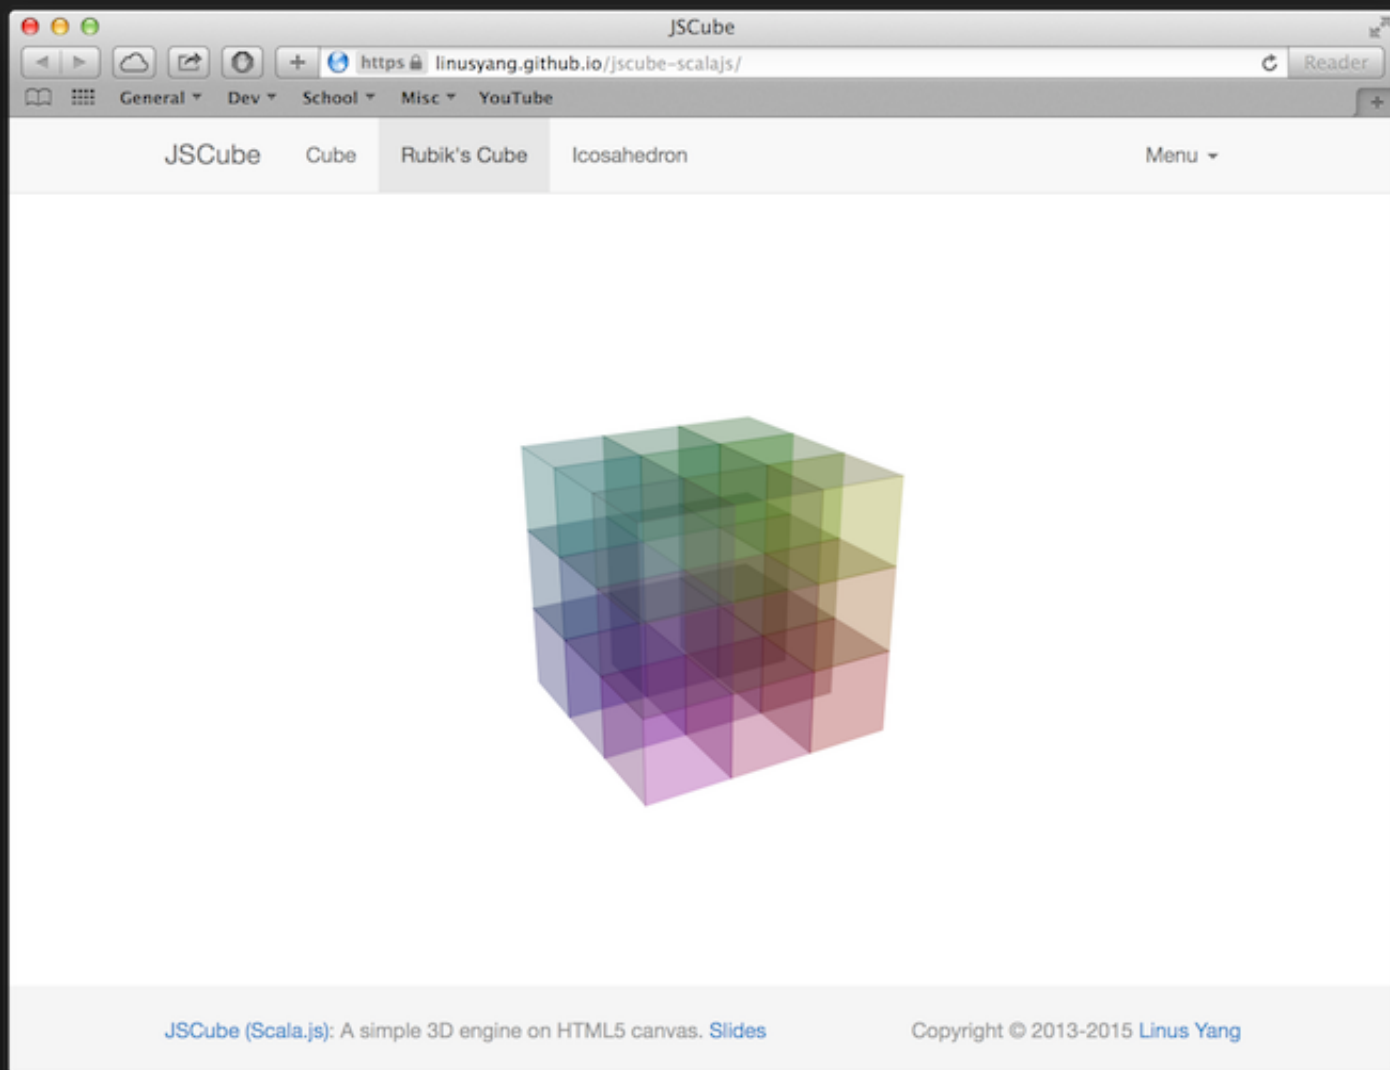 JSCube
https linusyang.github.io/jscube-scalajs/ Reader
General Dev School Misc YouTube
JSCube Cube Rubik's Cube Icosahedron Menu
JSCube (Scala.js): A simple 3D engine on HTML5 canvas. Slides Copyright © 2013-2015 Linus Yang